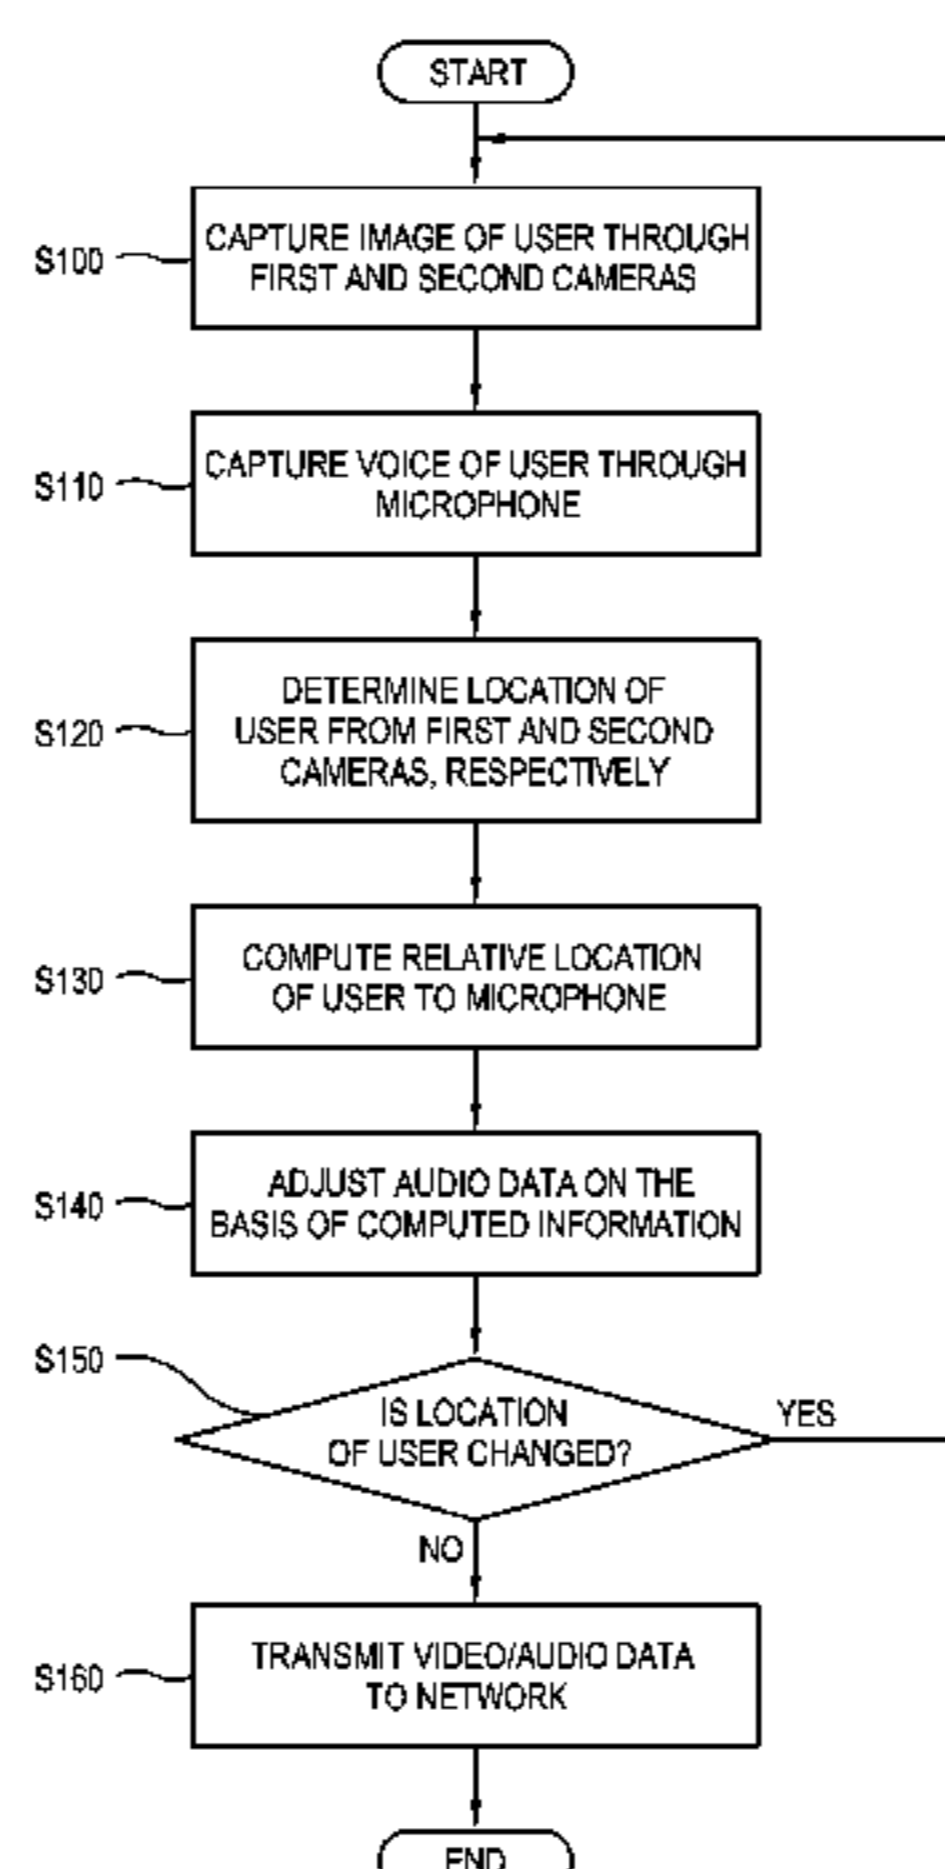 START
S100
CAPTURE IMAGE OF USER THROUGH
FIRST AND SECOND CAMERAS
S110
CAPTURE VOICE OF USER THROUGH
MICROPHONE
S120
DETERMINE LOCATION OF
USER FROM FIRST AND SECOND
CAMERAS, RESPECTIVELY
S130
COMPUTE RELATIVE LOCATION
OF USER TO MICROPHONE
S140
ADJUST AUDIO DATA ON THE
BASIS OF COMPUTED INFORMATION
S150
IS LOCATION
OF USER CHANGED?
YES
NO
S160
TRANSMIT VIDEO/AUDIO DATA
TO NETWORK
END